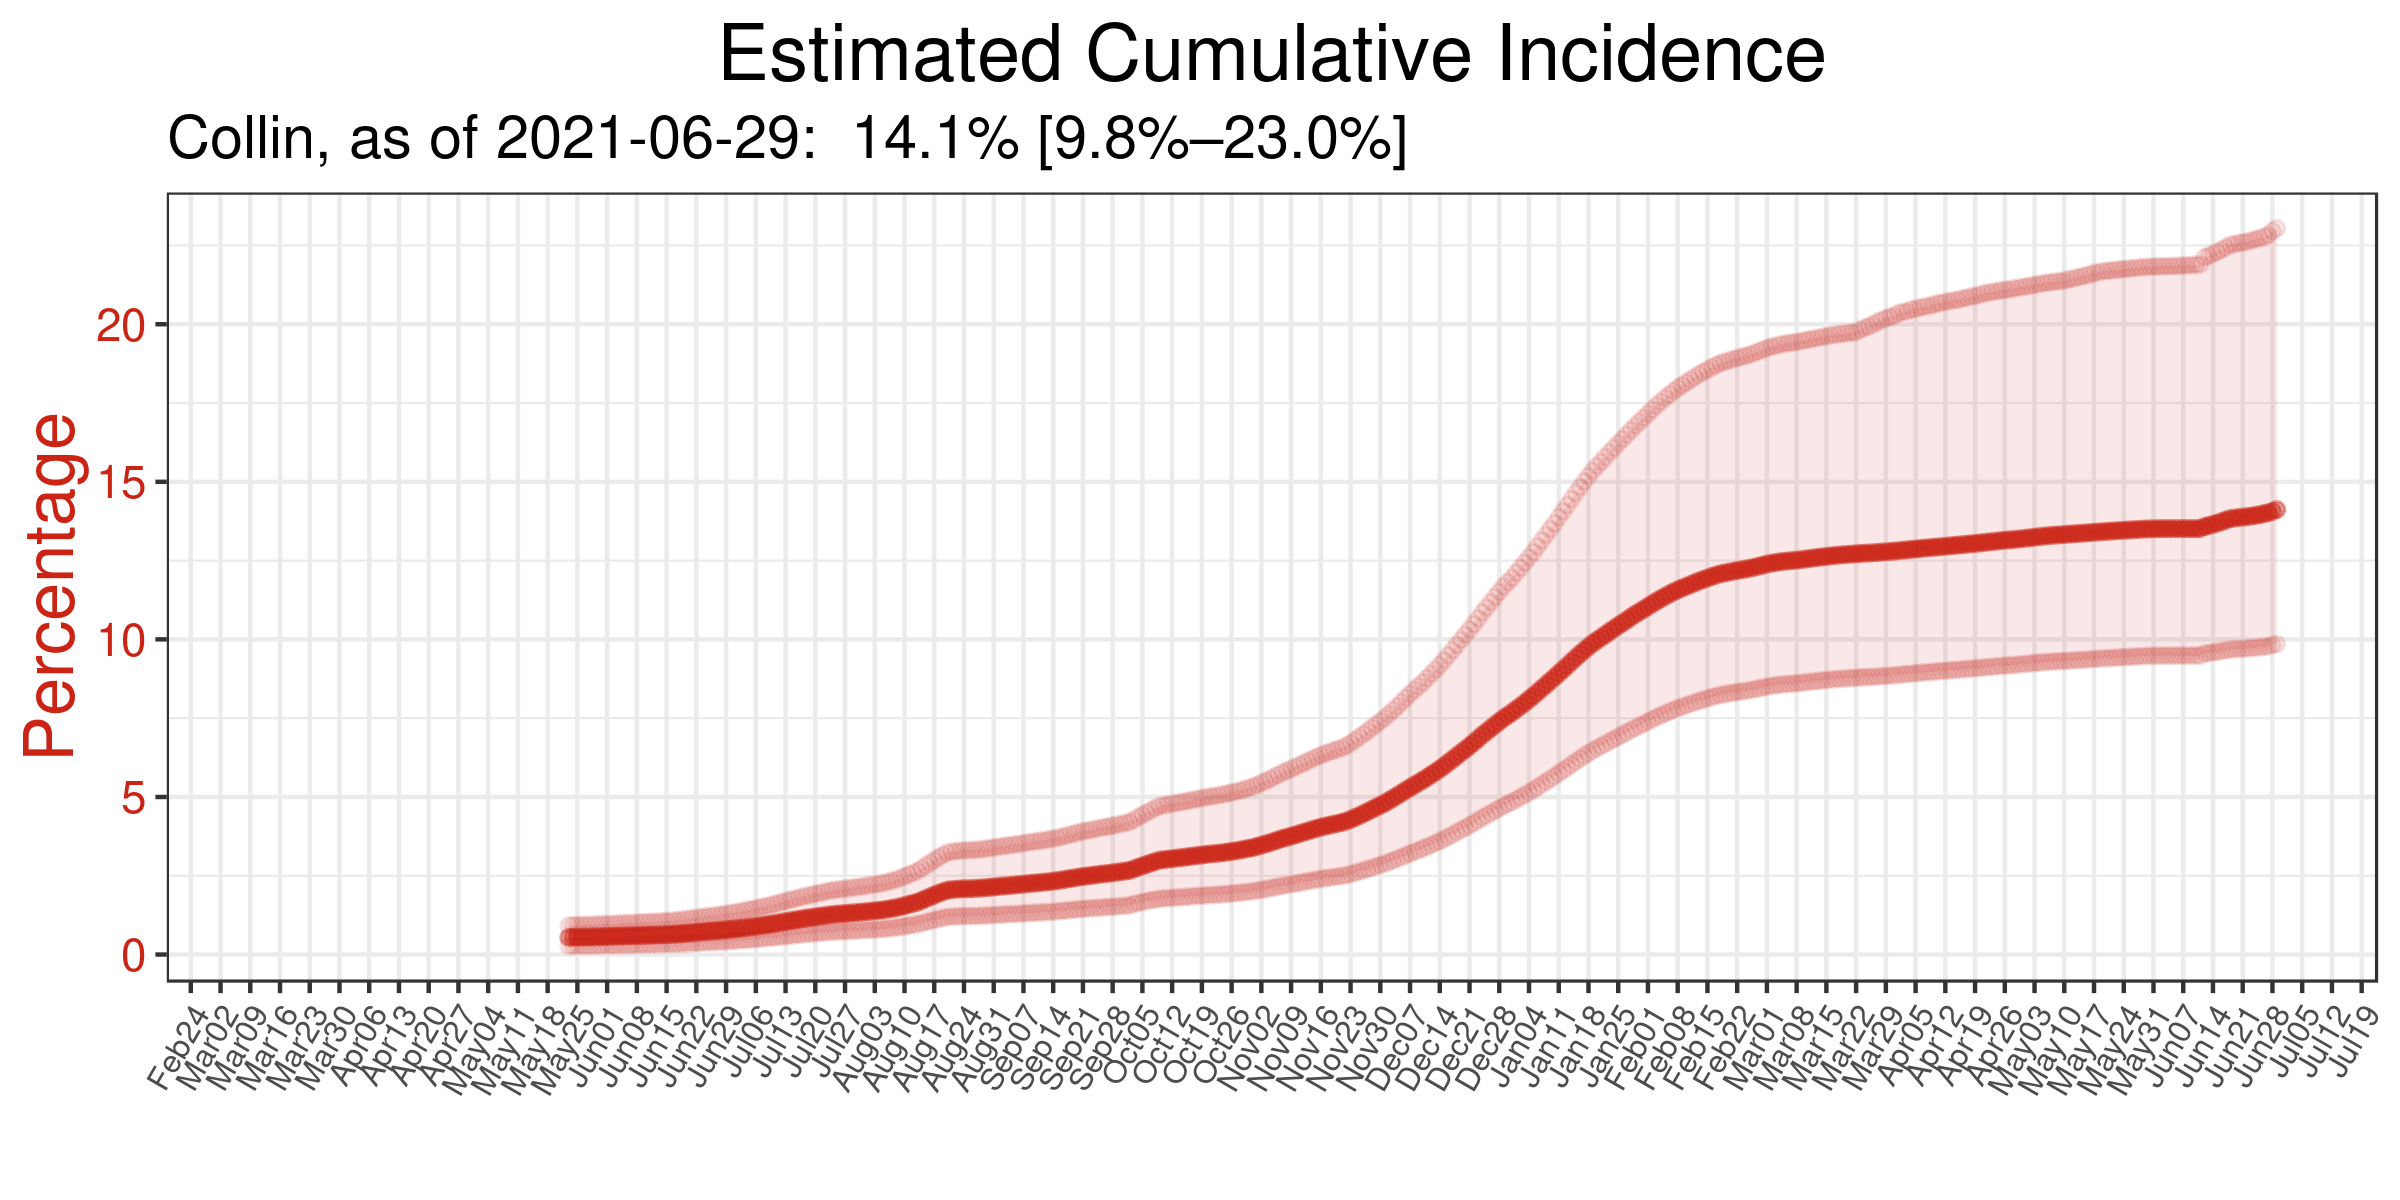 Estimated Cumulative Incidence
Collin, as of 2021-06-29:  14.1% [9.8%–23.0%]
Percentage
20
15
10
5
0
Feb24
Mar02
Mar09
Mar16
Mar23
Mar30
Apr06
Apr13
Apr20
Apr27
May04
May11
May18
May25
Jun01
Jun08
Jun15
Jun22
Jun29
Jul06
Jul13
Jul20
Jul27
Aug03
Aug10
Aug17
Aug24
Aug31
Sep07
Sep14
Sep21
Sep28
Oct05
Oct12
Oct19
Oct26
Nov02
Nov09
Nov16
Nov23
Nov30
Dec07
Dec14
Dec21
Dec28
Jan04
Jan11
Jan18
Jan25
Feb01
Feb08
Feb15
Feb22
Mar01
Mar08
Mar15
Mar22
Mar29
Apr05
Apr12
Apr19
Apr26
May03
May10
May17
May24
May31
Jun07
Jun14
Jun21
Jun28
Jul05
Jul12
Jul19